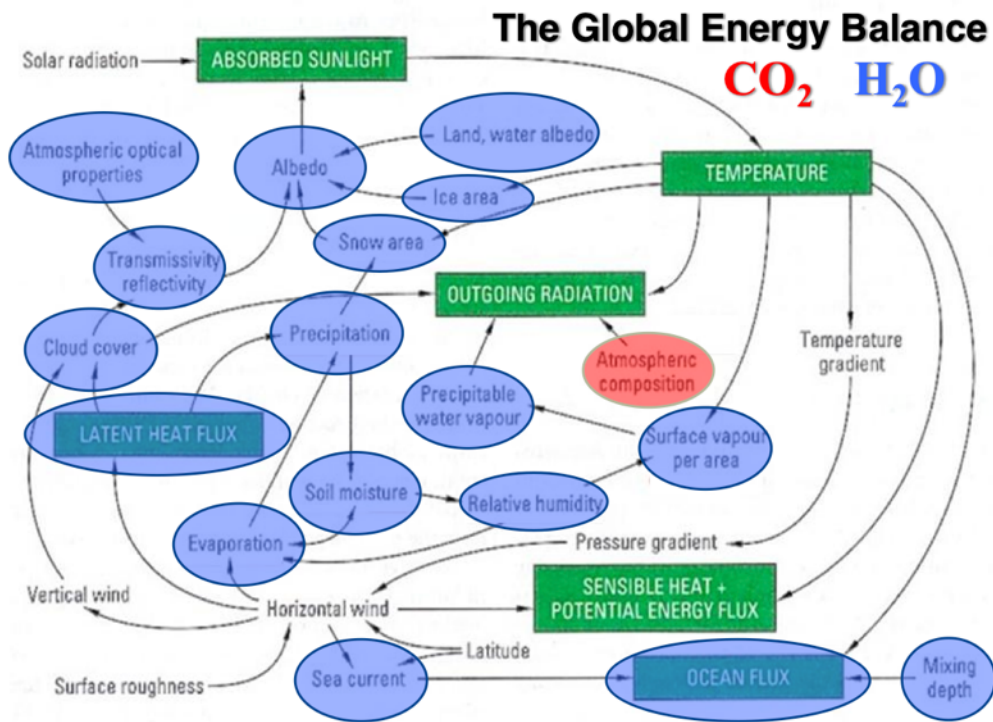 The Global Energy Balance
CO₂ H₂O
Solar radiation
ABSORBED SUNLIGHT
Atmospheric optical
properties
Albedo
Land, water albedo
TEMPERATURE
Ice area
Snow area
Transmissivity
reflectivity
OUTGOING RADIATION
Cloud cover
Precipitation
Temperature
gradient
Atmospheric
composition
Precipitable
water vapour
LATENT HEAT FLUX
Surface vapour
per area
Soil moisture
Relative humidity
Evaporation
Pressure gradient
SENSIBLE HEAT +
POTENTIAL ENERGY FLUX
Vertical wind
Horizontal wind
Latitude
Surface roughness
Sea current
OCEAN FLUX
Mixing
depth